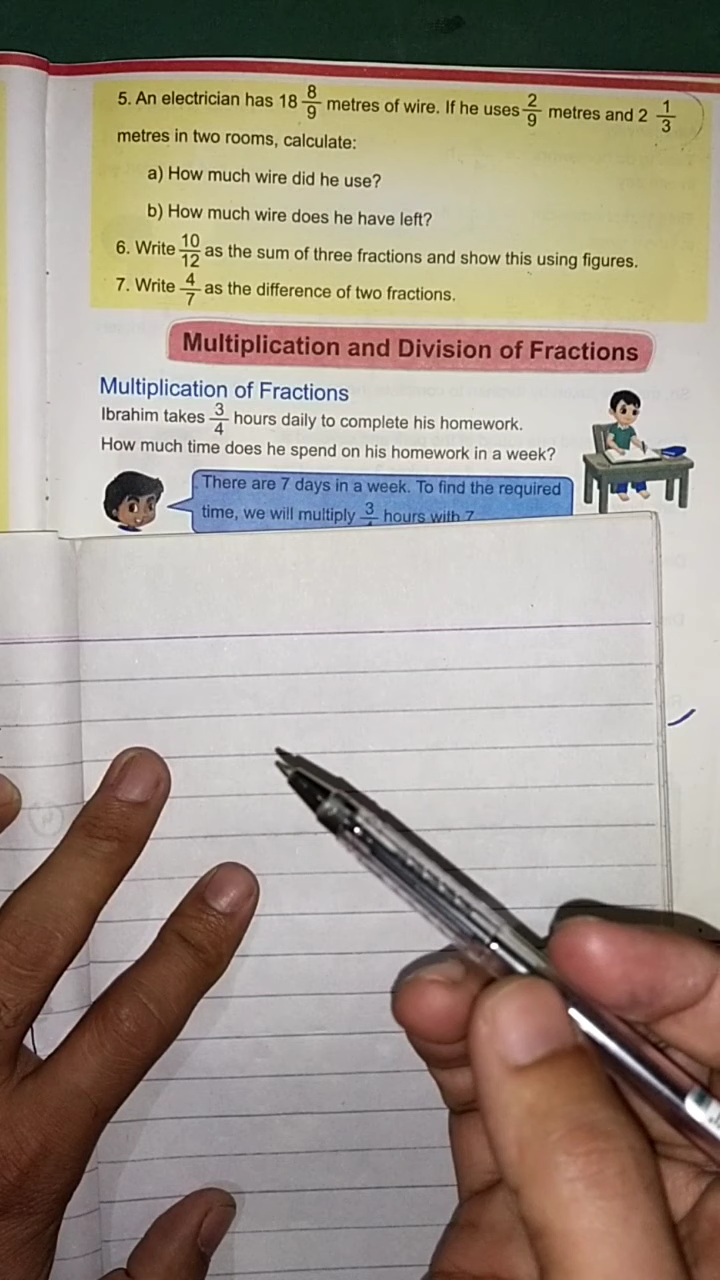 5. An electrician has 18 8/9 metres of wire. If he uses 2/9 metres and 2 1/3
metres in two rooms, calculate:
a) How much wire did he use?
b) How much wire does he have left?
6. Write 10/12 as the sum of three fractions and show this using figures.
7. Write 4/7 as the difference of two fractions.
Multiplication and Division of Fractions
Multiplication of Fractions
Ibrahim takes 3/4 hours daily to complete his homework.
How much time does he spend on his homework in a week?
There are 7 days in a week. To find the required
time, we will multiply 3/4 hours with 7